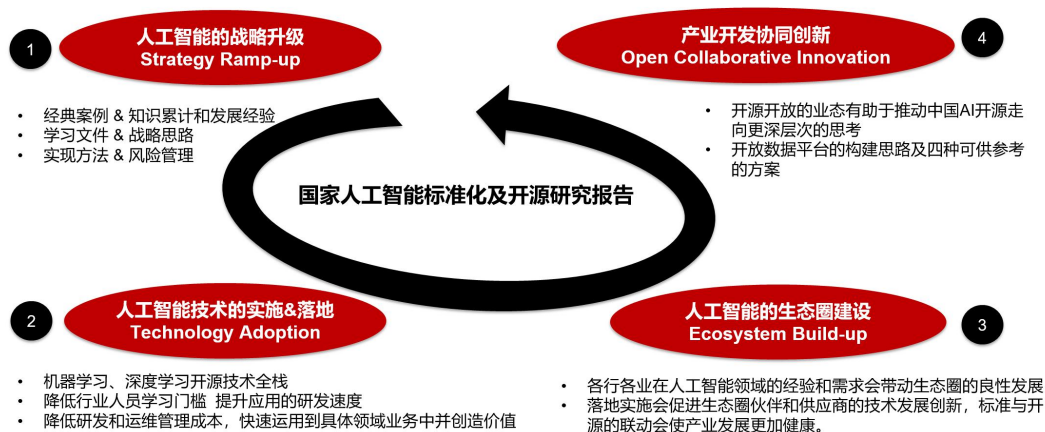 1
人工智能的战略升级
Strategy Ramp-up
• 经典案例 & 知识累计和发展经验
• 学习文件 & 战略思路
• 实现方法 & 风险管理
产业开发协同创新
Open Collaborative Innovation
4
• 开源开放的业态有助于推动中国AI开源走
向更深层次的思考
• 开放数据平台的构建思路及四种可供参考
的方案
国家人工智能标准化及开源研究报告
2
人工智能技术的实施&落地
Technology Adoption
• 机器学习、深度学习开源技术全栈
• 降低行业人员学习门槛 提升应用的研发速度
• 降低研发和运维管理成本，快速运用到具体领域业务中并创造价值
人工智能的生态圈建设
Ecosystem Build-up
3
• 各行各业在人工智能领域的经验和需求会带动生态圈的良性发展
• 落地实施会促进生态圈伙伴和供应商的技术发展创新，标准与开
源的联动会使产业发展更加健康。